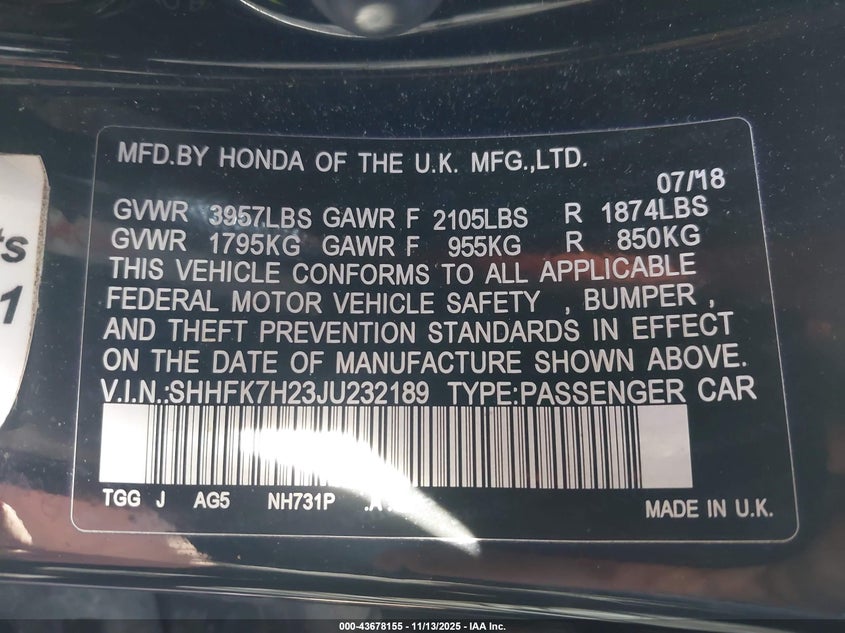 MFD.BY HONDA OF THE U.K. MFG.,LTD.
07/18
GVWR 3957LBS GAWR F 2105LBS R 1874LBS
GVWR 1795KG GAWR F 955KG R 850KG
THIS VEHICLE CONFORMS TO ALL APPLICABLE
FEDERAL MOTOR VEHICLE SAFETY , BUMPER ,
AND THEFT PREVENTION STANDARDS IN EFFECT
ON THE DATE OF MANUFACTURE SHOWN ABOVE.
V.I.N.:SHHFK7H23JU232189 TYPE:PASSENGER CAR
TGG J AG5 NH731P
MADE IN U.K.
ts
1
000-43678155 - 11/13/2025 - IAA Inc.